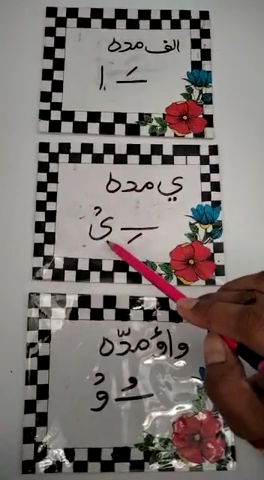 الف مده
ـَ ا
ي مده
ـِ يْ
واؤ مدّه
ـُ وْ